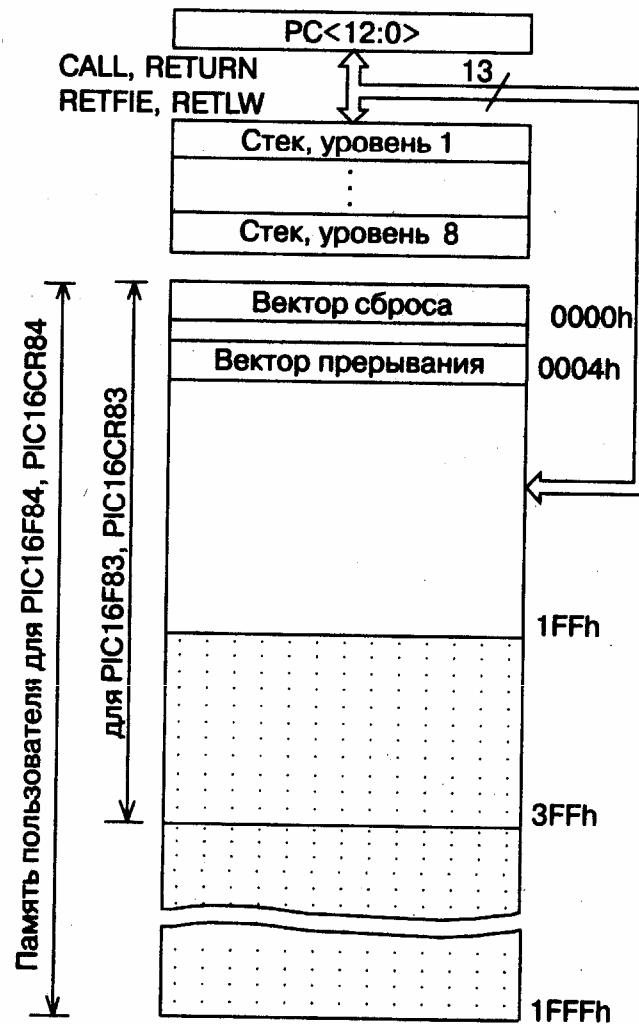 PC<12:0>
CALL, RETURN
RETFIE, RETLW
13
Стек, уровень 1
Стек, уровень 8
Вектор сброса
0000h
Вектор прерывания
0004h
Память пользователя для PIC16F84, PIC16CR84
для PIC16F83, PIC16CR83
1FFh
3FFh
1FFFh